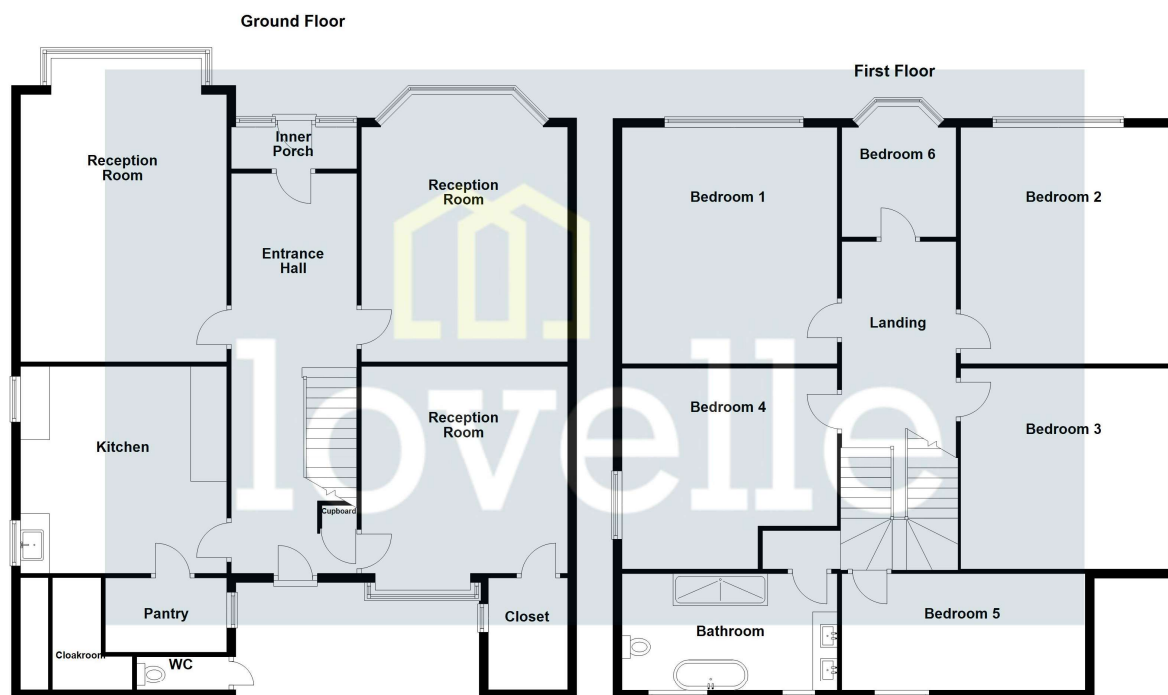 Ground Floor
First Floor
Inner
Porch
Reception
Room
Reception
Room
Entrance
Hall
Kitchen
Reception
Room
Cupboard
Pantry
Closet
Cloakroom
WC
Bedroom 6
Bedroom 1
Bedroom 2
Landing
Bedroom 4
Bedroom 3
Bedroom 5
Bathroom
lovelle